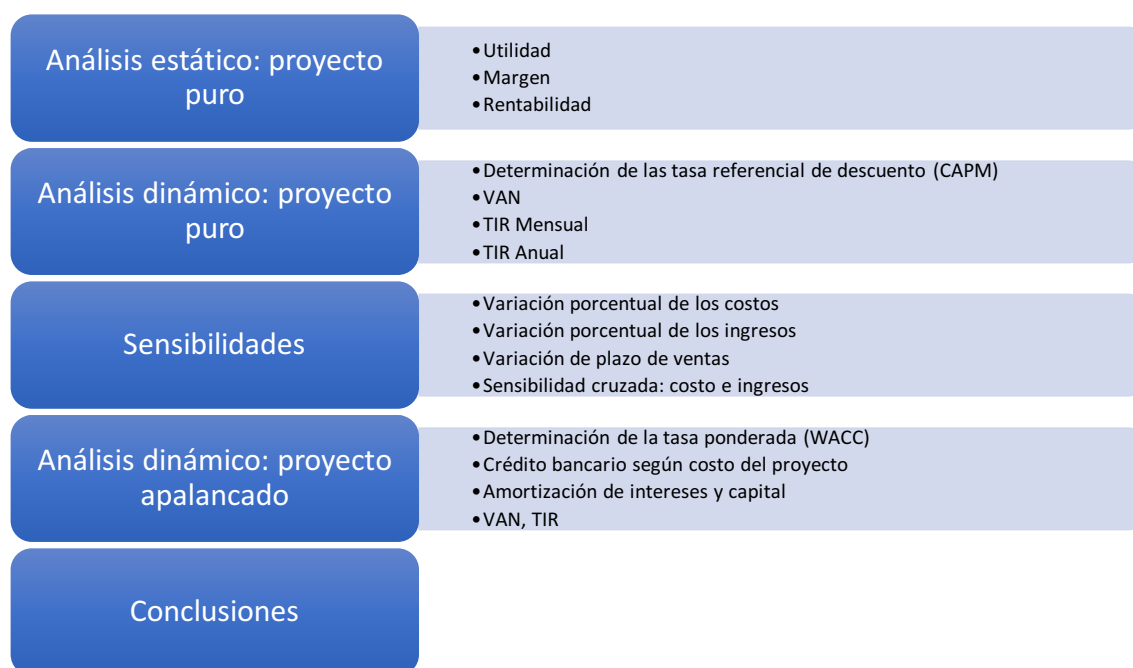 Análisis estático: proyecto
puro
•Utilidad
•Margen
•Rentabilidad
Análisis dinámico: proyecto
puro
•Determinación de las tasa referencial de descuento (CAPM)
•VAN
•TIR Mensual
•TIR Anual
Sensibilidades
•Variación porcentual de los costos
•Variación porcentual de los ingresos
•Variación de plazo de ventas
•Sensibilidad cruzada: costo e ingresos
Análisis dinámico: proyecto
apalancado
•Determinación de la tasa ponderada (WACC)
•Crédito bancario según costo del proyecto
•Amortización de intereses y capital
•VAN, TIR
Conclusiones